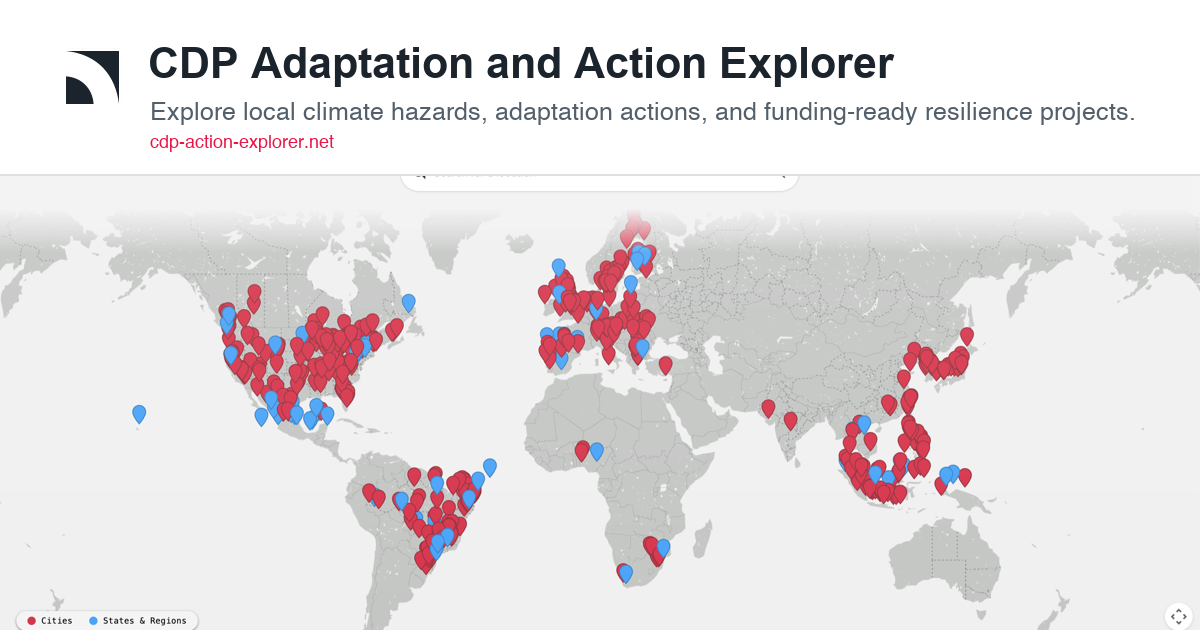 CDP Adaptation and Action Explorer
Explore local climate hazards, adaptation actions, and funding-ready resilience projects.
cdp-action-explorer.net
Cities
States & Regions